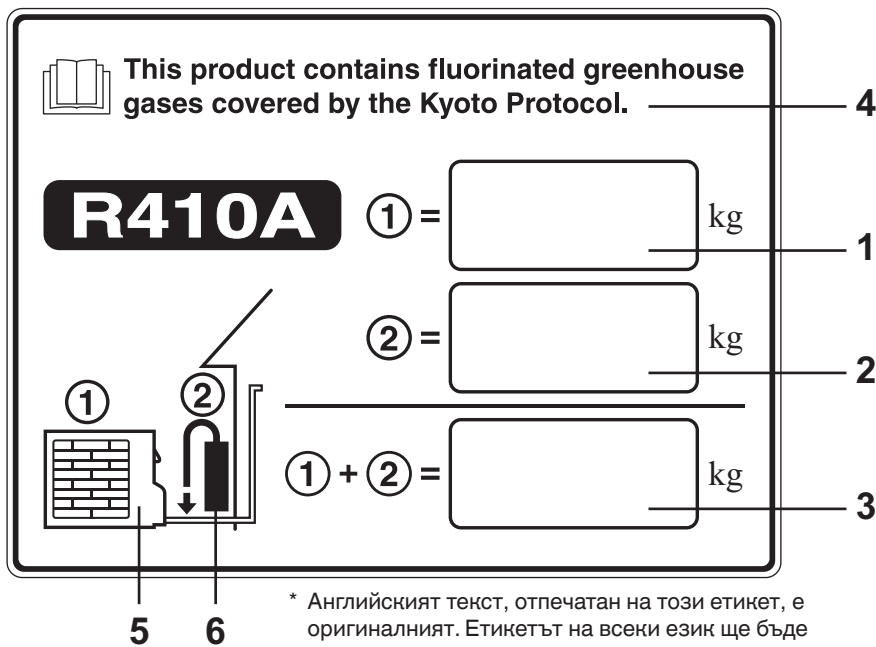 This product contains fluorinated greenhouse
gases covered by the Kyoto Protocol.
4
R410A ① = kg
1
② = kg
2
① ②
① + ② = kg
3
5 6
* Английският текст, отпечатан на този етикет, е
оригиналният. Етикетът на всеки език ще бъде